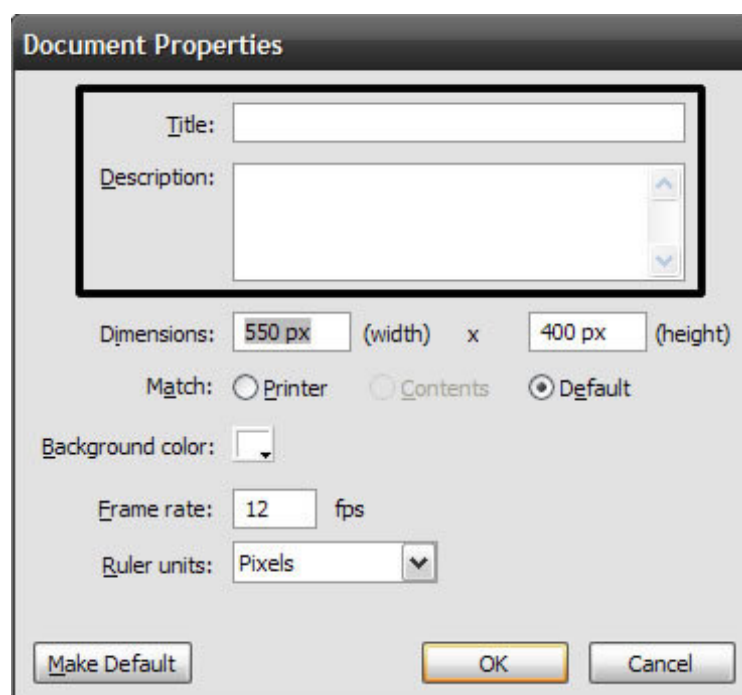 Document Properties
Title:
Description:
Dimensions: 550 px (width) x 400 px (height)
Match: Printer Contents Default
Background color:
Frame rate: 12 fps
Ruler units: Pixels
Make Default OK Cancel